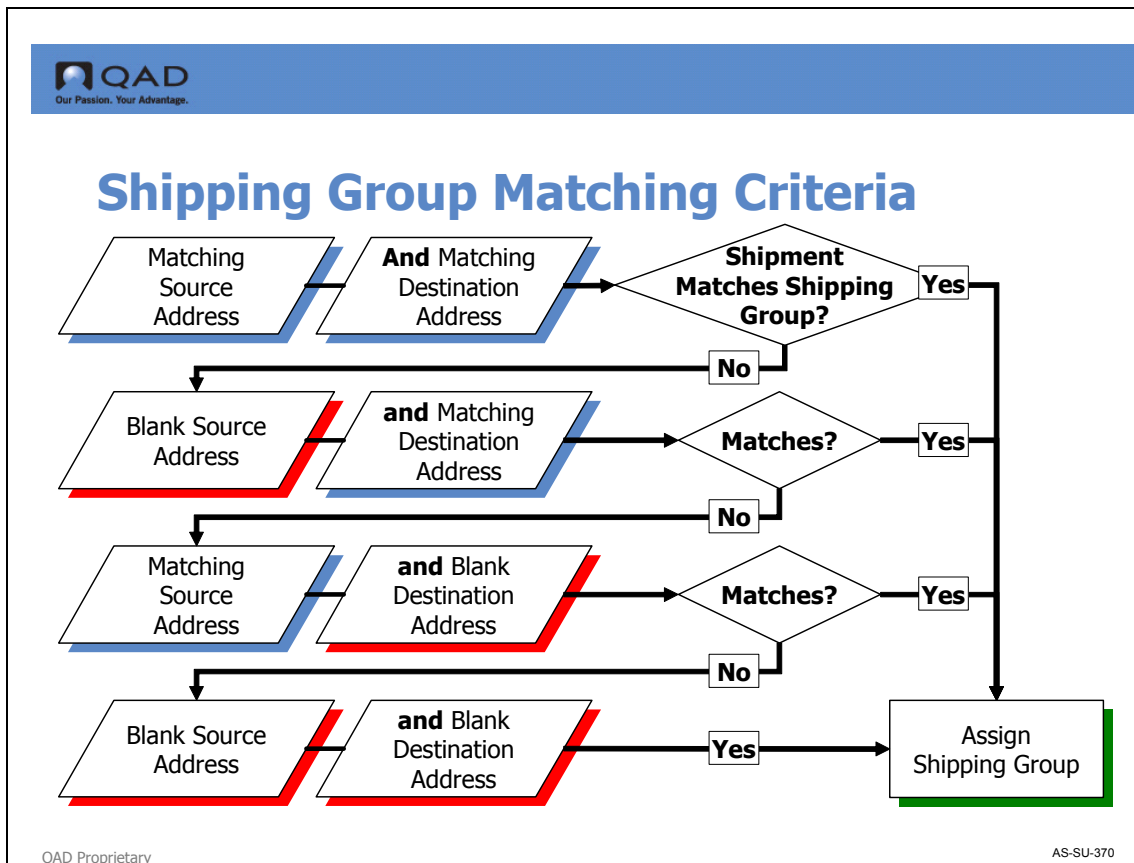 QAD
Our Passion. Your Advantage.
Shipping Group Matching Criteria
Matching
Source
Address
And Matching
Destination
Address
Shipment
Matches Shipping
Group?
Yes
No
Blank Source
Address
and Matching
Destination
Address
Matches?
Yes
No
Matching
Source
Address
and Blank
Destination
Address
Matches?
Yes
No
Blank Source
Address
and Blank
Destination
Address
Yes
Assign
Shipping Group
QAD Proprietary
AS-SU-370